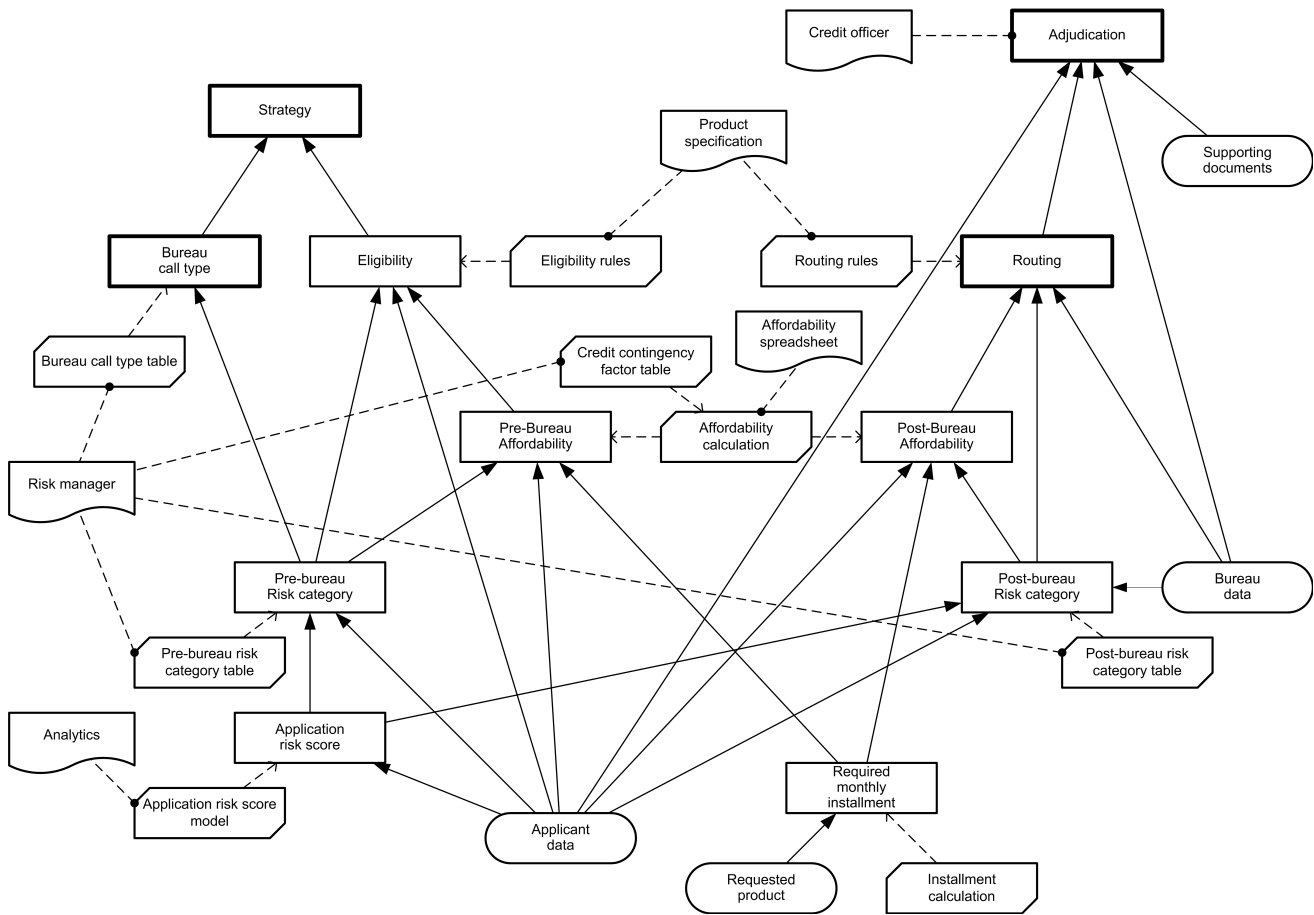 Credit officer
Adjudication
Strategy
Product
specification
Supporting
documents
Bureau
call type
Eligibility
Eligibility rules
Routing rules
Routing
Bureau call type table
Credit contingency
factor table
Affordability
spreadsheet
Pre-Bureau
Affordability
Affordability
calculation
Post-Bureau
Affordability
Risk manager
Pre-bureau
Risk category
Post-bureau
Risk category
Bureau
data
Pre-bureau risk
category table
Post-bureau risk
category table
Analytics
Application
risk score
Required
monthly
installment
Application risk score
model
Applicant
data
Requested
product
Installment
calculation